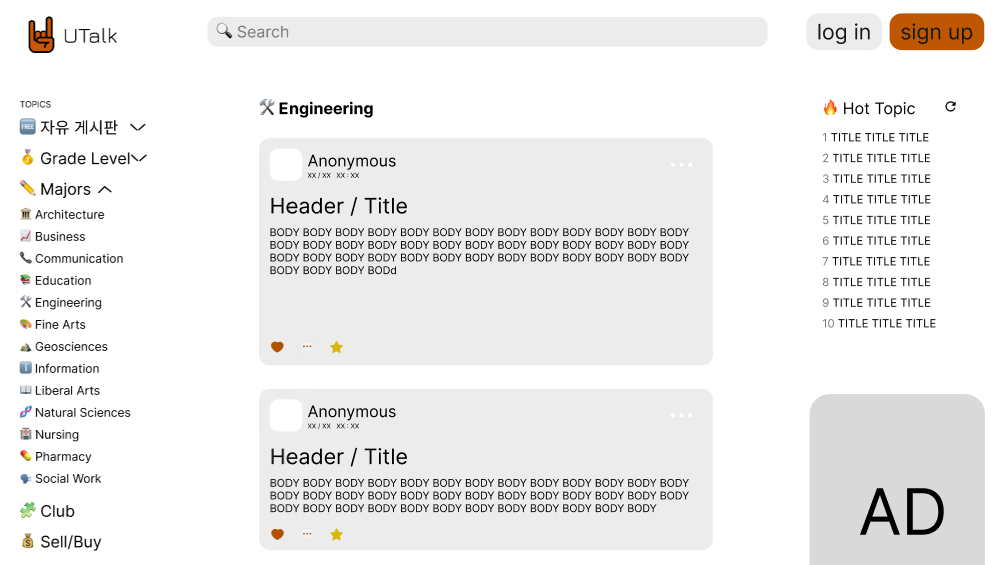 UTalk
Search
log in
sign up
TOPICS
FREE 자유 게시판
Grade Level
Majors
Architecture
Business
Communication
Education
Engineering
Fine Arts
Geosciences
Information
Liberal Arts
Natural Sciences
Nursing
Pharmacy
Social Work
Club
Sell/Buy
Engineering
Anonymous
xx/xx xx:xx
Header / Title
BODY BODY BODY BODY BODY BODY BODY BODY BODY BODY BODY BODY BODY
BODY BODY BODY BODY BODY BODY BODY BODY BODY BODY BODY BODY BODY
BODY BODY BODY BODY BODY BODY BODY BODY BODY BODY BODY BODY BODY
BODY BODY BODY BODd
Anonymous
xx/xx xx:xx
Header / Title
BODY BODY BODY BODY BODY BODY BODY BODY BODY BODY BODY BODY BODY
BODY BODY BODY BODY BODY BODY BODY BODY BODY BODY BODY BODY BODY
BODY BODY BODY BODY BODY BODY BODY BODY BODY BODY BODY BODY
Hot Topic
1 TITLE TITLE TITLE
2 TITLE TITLE TITLE
3 TITLE TITLE TITLE
4 TITLE TITLE TITLE
5 TITLE TITLE TITLE
6 TITLE TITLE TITLE
7 TITLE TITLE TITLE
8 TITLE TITLE TITLE
9 TITLE TITLE TITLE
10 TITLE TITLE TITLE
AD